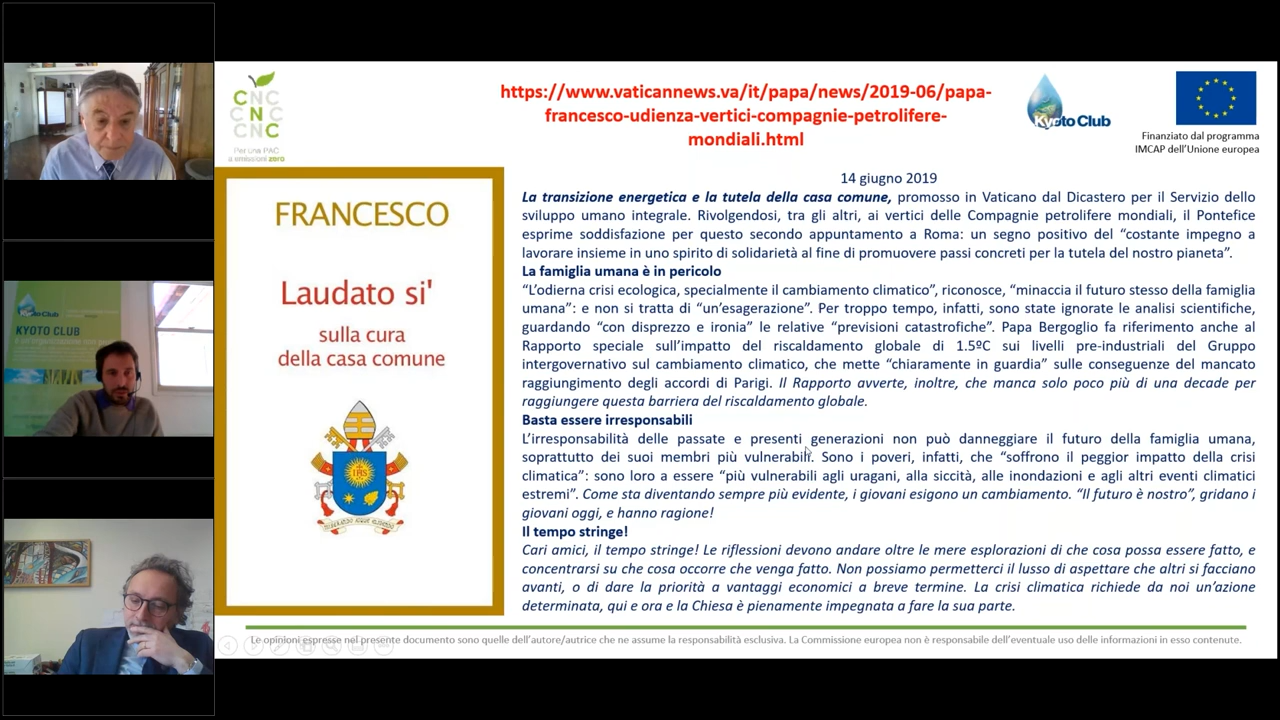 CNC
CNC
CNC
Per una PAC
a emissioni zero
https://www.vaticannews.va/it/papa/news/2019-06/papa-
francesco-udienza-vertici-compagnie-petrolifere-
mondiali.html
Kyoto Club
Finanziato dal programma
IMCAP dell'Unione europea
FRANCESCO
Laudato si'
sulla cura
della casa comune
IHS
14 giugno 2019
La transizione energetica e la tutela della casa comune, promosso in Vaticano dal Dicastero per il Servizio dello
sviluppo umano integrale. Rivolgendosi, tra gli altri, ai vertici delle Compagnie petrolifere mondiali, il Pontefice
esprime soddisfazione per questo secondo appuntamento a Roma: un segno positivo del “costante impegno a
lavorare insieme in uno spirito di solidarietà al fine di promuovere passi concreti per la tutela del nostro pianeta”.
La famiglia umana è in pericolo
“L’odierna crisi ecologica, specialmente il cambiamento climatico”, riconosce, “minaccia il futuro stesso della famiglia
umana”: e non si tratta di “un’esagerazione”. Per troppo tempo, infatti, sono state ignorate le analisi scientifiche,
guardando “con disprezzo e ironia” le relative “previsioni catastrofiche”. Papa Bergoglio fa riferimento anche al
Rapporto speciale sull’impatto del riscaldamento globale di 1.5ºC sui livelli pre-industriali del Gruppo
intergovernativo sul cambiamento climatico, che mette “chiaramente in guardia” sulle conseguenze del mancato
raggiungimento degli accordi di Parigi. Il Rapporto avverte, inoltre, che manca solo poco più di una decade per
raggiungere questa barriera del riscaldamento globale.
Basta essere irresponsabili
L’irresponsabilità delle passate e presenti generazioni non può danneggiare il futuro della famiglia umana,
soprattutto dei suoi membri più vulnerabili. Sono i poveri, infatti, che “soffrono il peggior impatto della crisi
climatica”: sono loro a essere “più vulnerabili agli uragani, alla siccità, alle inondazioni e agli altri eventi climatici
estremi”. Come sta diventando sempre più evidente, i giovani esigono un cambiamento. “Il futuro è nostro”, gridano i
giovani oggi, e hanno ragione!
Il tempo stringe!
Cari amici, il tempo stringe! Le riflessioni devono andare oltre le mere esplorazioni di che cosa possa essere fatto, e
concentrarsi su che cosa occorre che venga fatto. Non possiamo permetterci il lusso di aspettare che altri si facciano
avanti, o di dare la priorità a vantaggi economici a breve termine. La crisi climatica richiede da noi un’azione
determinata, qui e ora e la Chiesa è pienamente impegnata a fare la sua parte.
Le opinioni espresse nel presente documento sono quelle dell'autore/autrice che ne assume la responsabilità esclusiva. La Commissione europea non è responsabile dell'eventuale uso delle informazioni in esso contenute.
Kyoto Club
KYOTO CLUB